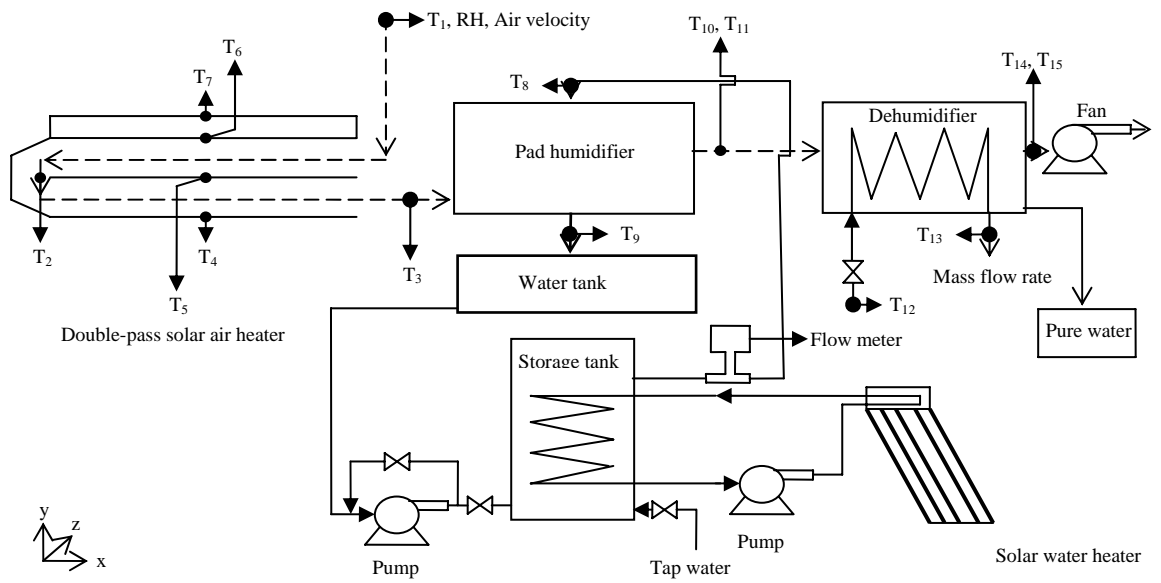 T₁, RH, Air velocity
T₁₀, T₁₁
T₆
T₁₄, T₁₅
T₇
T₈
Fan
Dehumidifier
Pad humidifier
T₂
T₄
T₃
T₉
T₁₃
Mass flow rate
Water tank
T₅
T₁₂
Double-pass solar air heater
Pure water
Flow meter
Storage tank
y
z
x
Pump
Tap water
Pump
Solar water heater